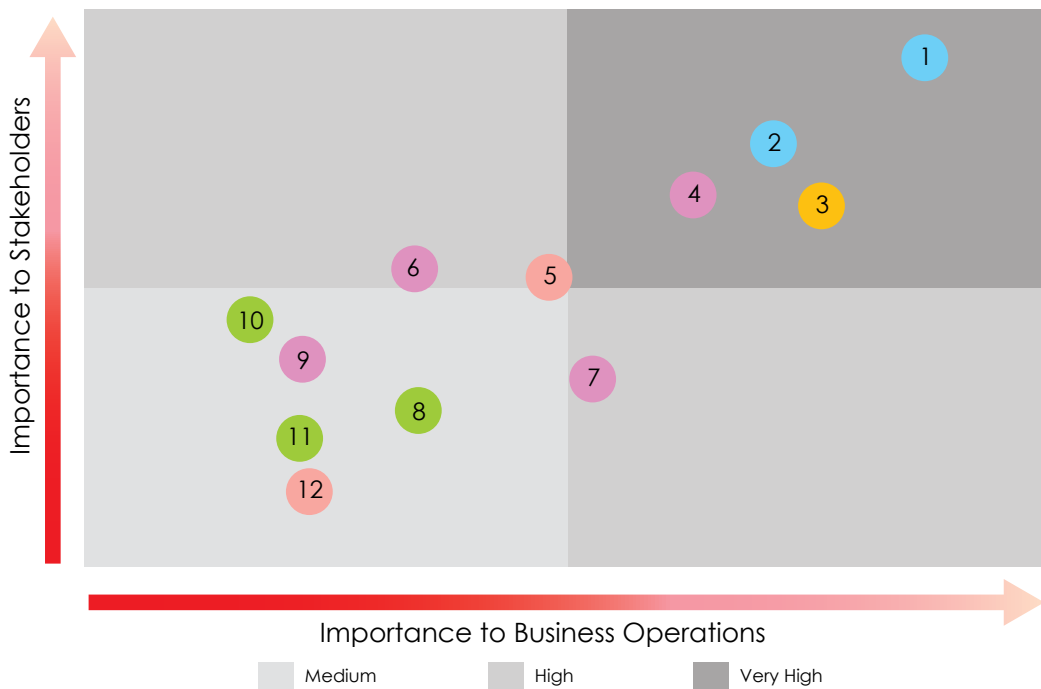 Importance to Stakeholders
1
2
4
3
6
5
10
9
7
8
11
12
Importance to Business Operations
Medium
High
Very High